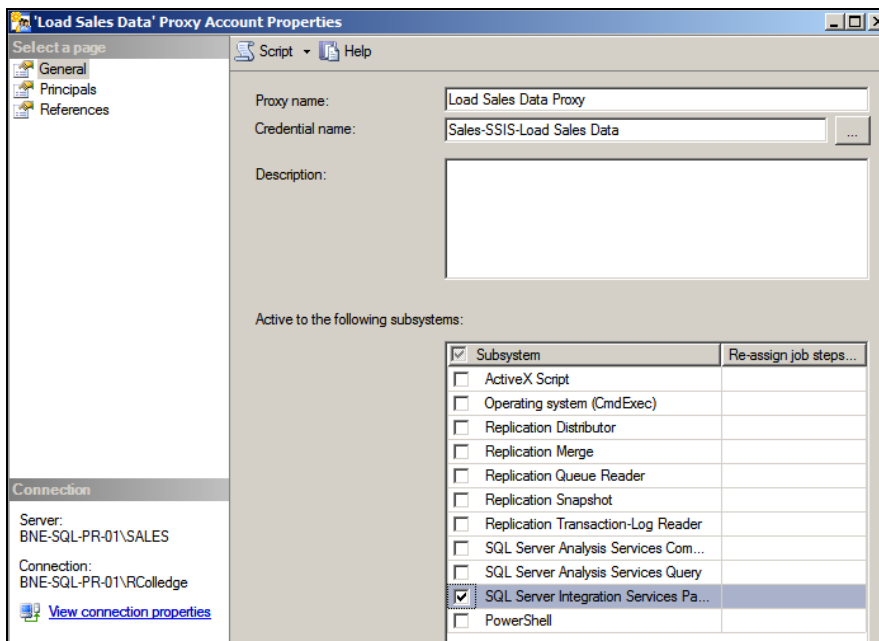 'Load Sales Data' Proxy Account Properties
Select a page
General
Principals
References
Script Help
Proxy name: Load Sales Data Proxy
Credential name: Sales-SSIS-Load Sales Data ...
Description:
Active to the following subsystems:
Subsystem Re-assign job steps...
ActiveX Script
Operating system (CmdExec)
Replication Distributor
Replication Merge
Replication Queue Reader
Replication Snapshot
Replication Transaction-Log Reader
SQL Server Analysis Services Com...
SQL Server Analysis Services Query
SQL Server Integration Services Pa...
PowerShell
Connection
Server:
BNE-SQL-PR-01\SALES
Connection:
BNE-SQL-PR-01\RColledge
View connection properties